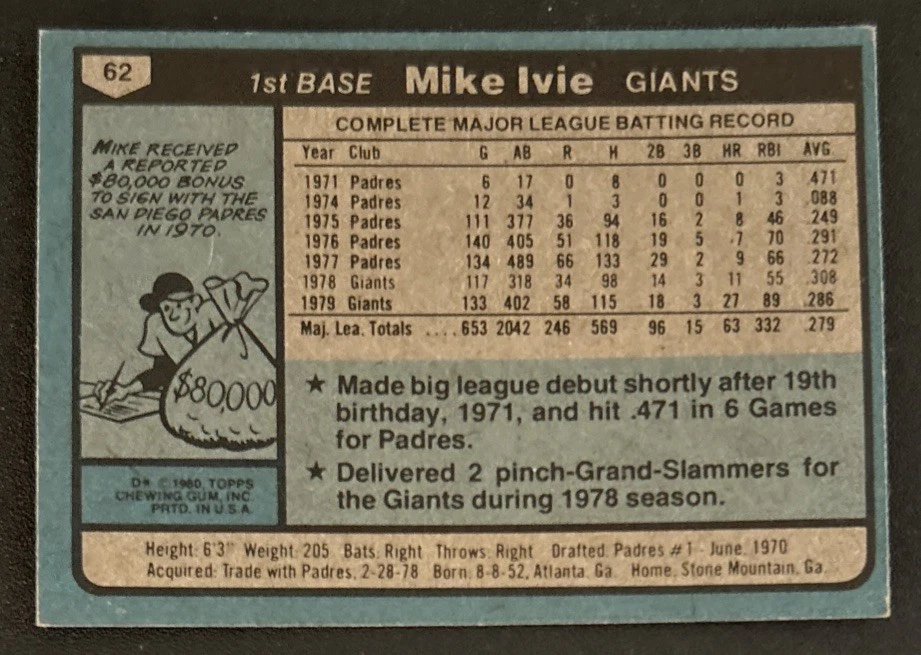 62
1st BASE Mike Ivie GIANTS
MIKE RECEIVED
A REPORTED
$80,000 BONUS
TO SIGN WITH THE
SAN DIEGO PADRES
IN 1970.
$80,000
D* © 1980 TOPPS
CHEWING GUM, INC.
PRTD. IN U.S.A.
COMPLETE MAJOR LEAGUE BATTING RECORD
Year Club G AB R H 2B 3B HR RBI AVG.
1971 Padres 6 17 0 8 0 0 0 3 .471
1974 Padres 12 34 1 3 0 0 1 3 .088
1975 Padres 111 377 36 94 16 2 8 46 .249
1976 Padres 140 405 51 118 19 5 7 70 .291
1977 Padres 134 489 66 133 29 2 9 66 .272
1978 Giants 117 318 34 98 14 3 11 55 .308
1979 Giants 133 402 58 115 18 3 27 89 .286
Maj. Lea. Totals ....653 2042 246 569 96 15 63 332 .279
★ Made big league debut shortly after 19th
birthday, 1971, and hit .471 in 6 Games
for Padres.
★ Delivered 2 pinch-Grand-Slammers for
the Giants during 1978 season.
Height: 6'3" Weight: 205 Bats: Right Throws: Right Drafted: Padres #1 - June, 1970
Acquired: Trade with Padres, 2-28-78 Born: 8-8-52, Atlanta, Ga. Home: Stone Mountain, Ga.